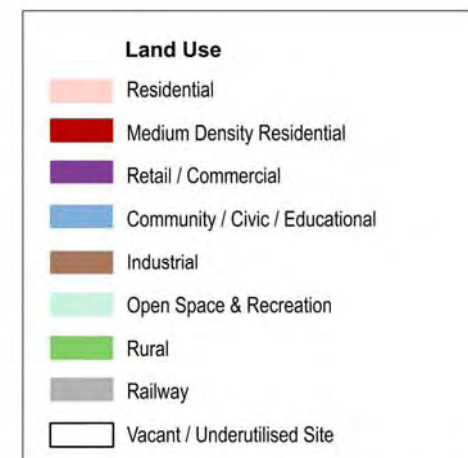 Land Use
Residential
Medium Density Residential
Retail / Commercial
Community / Civic / Educational
Industrial
Open Space & Recreation
Rural
Railway
Vacant / Underutilised Site